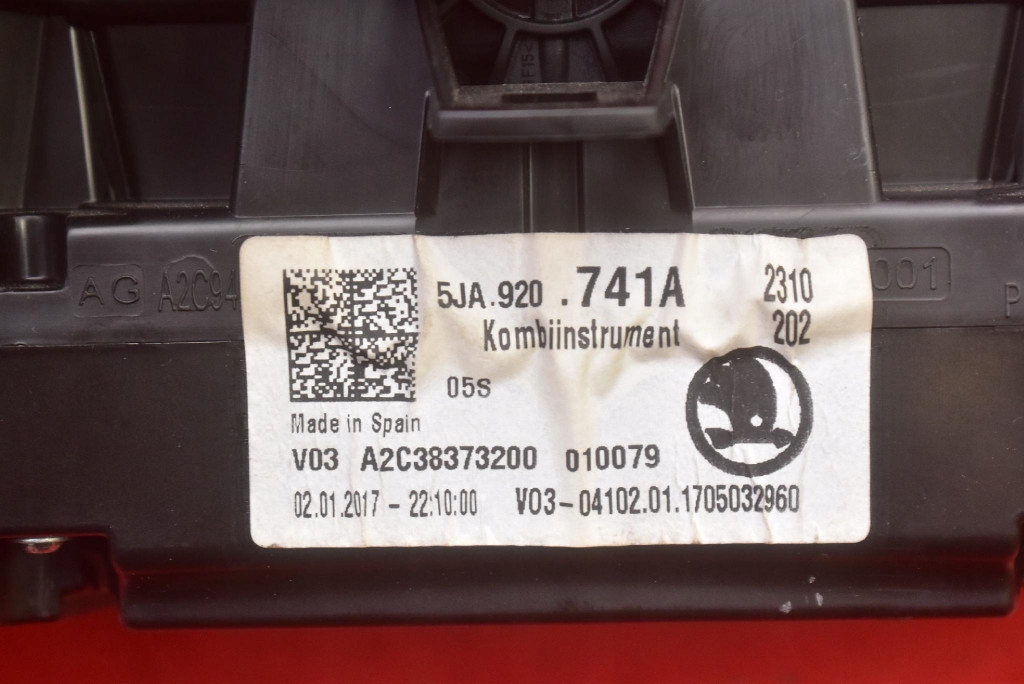 F15
AG A2C94
001
P
5JA.920 .741A 2310
Kombiinstrument 202
05S
Made in Spain
V03 A2C38373200 010079
02.01.2017 - 22:10:00 V03-04102.01.1705032960